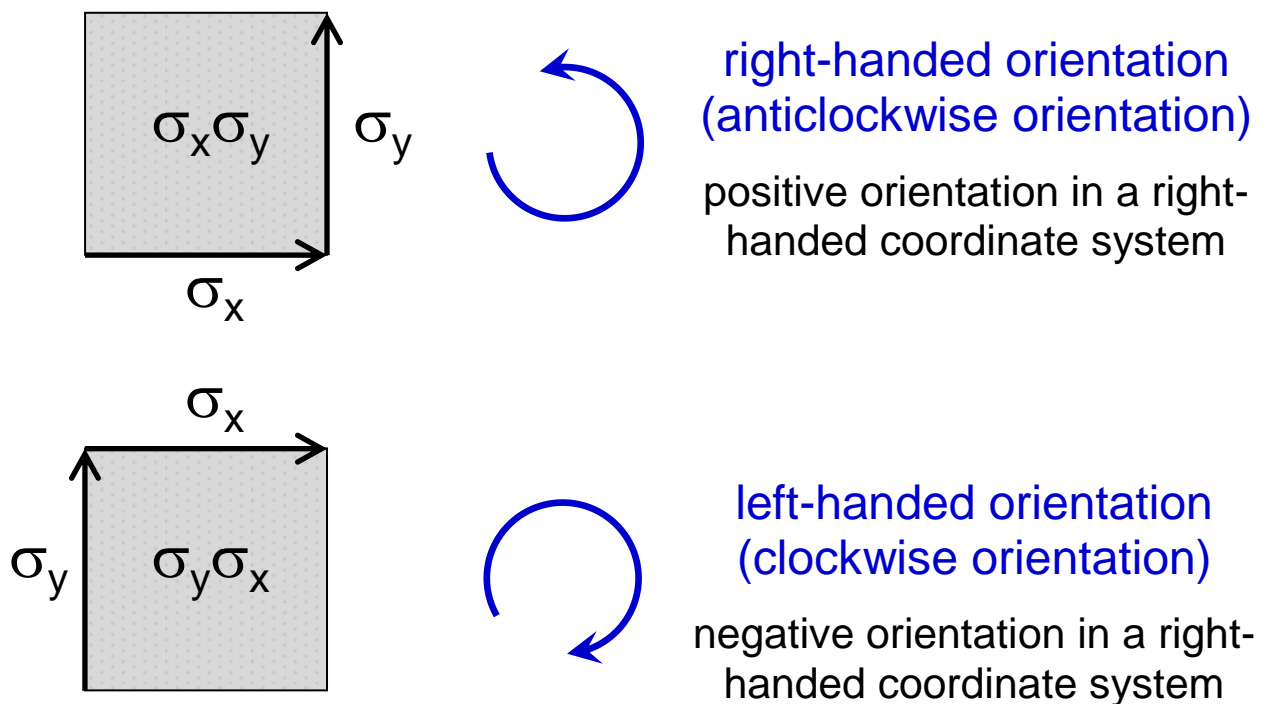 σxσy
σy
right-handed orientation
(anticlockwise orientation)
positive orientation in a right-
handed coordinate system
σx
σx
σy
σyσx
left-handed orientation
(clockwise orientation)
negative orientation in a right-
handed coordinate system